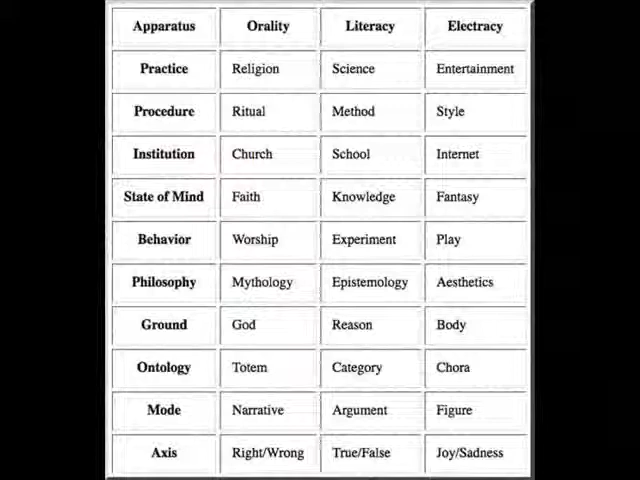 Apparatus Orality Literacy Electracy
Practice Religion Science Entertainment
Procedure Ritual Method Style
Institution Church School Internet
State of Mind Faith Knowledge Fantasy
Behavior Worship Experiment Play
Philosophy Mythology Epistemology Aesthetics
Ground God Reason Body
Ontology Totem Category Chora
Mode Narrative Argument Figure
Axis Right/Wrong True/False Joy/Sadness